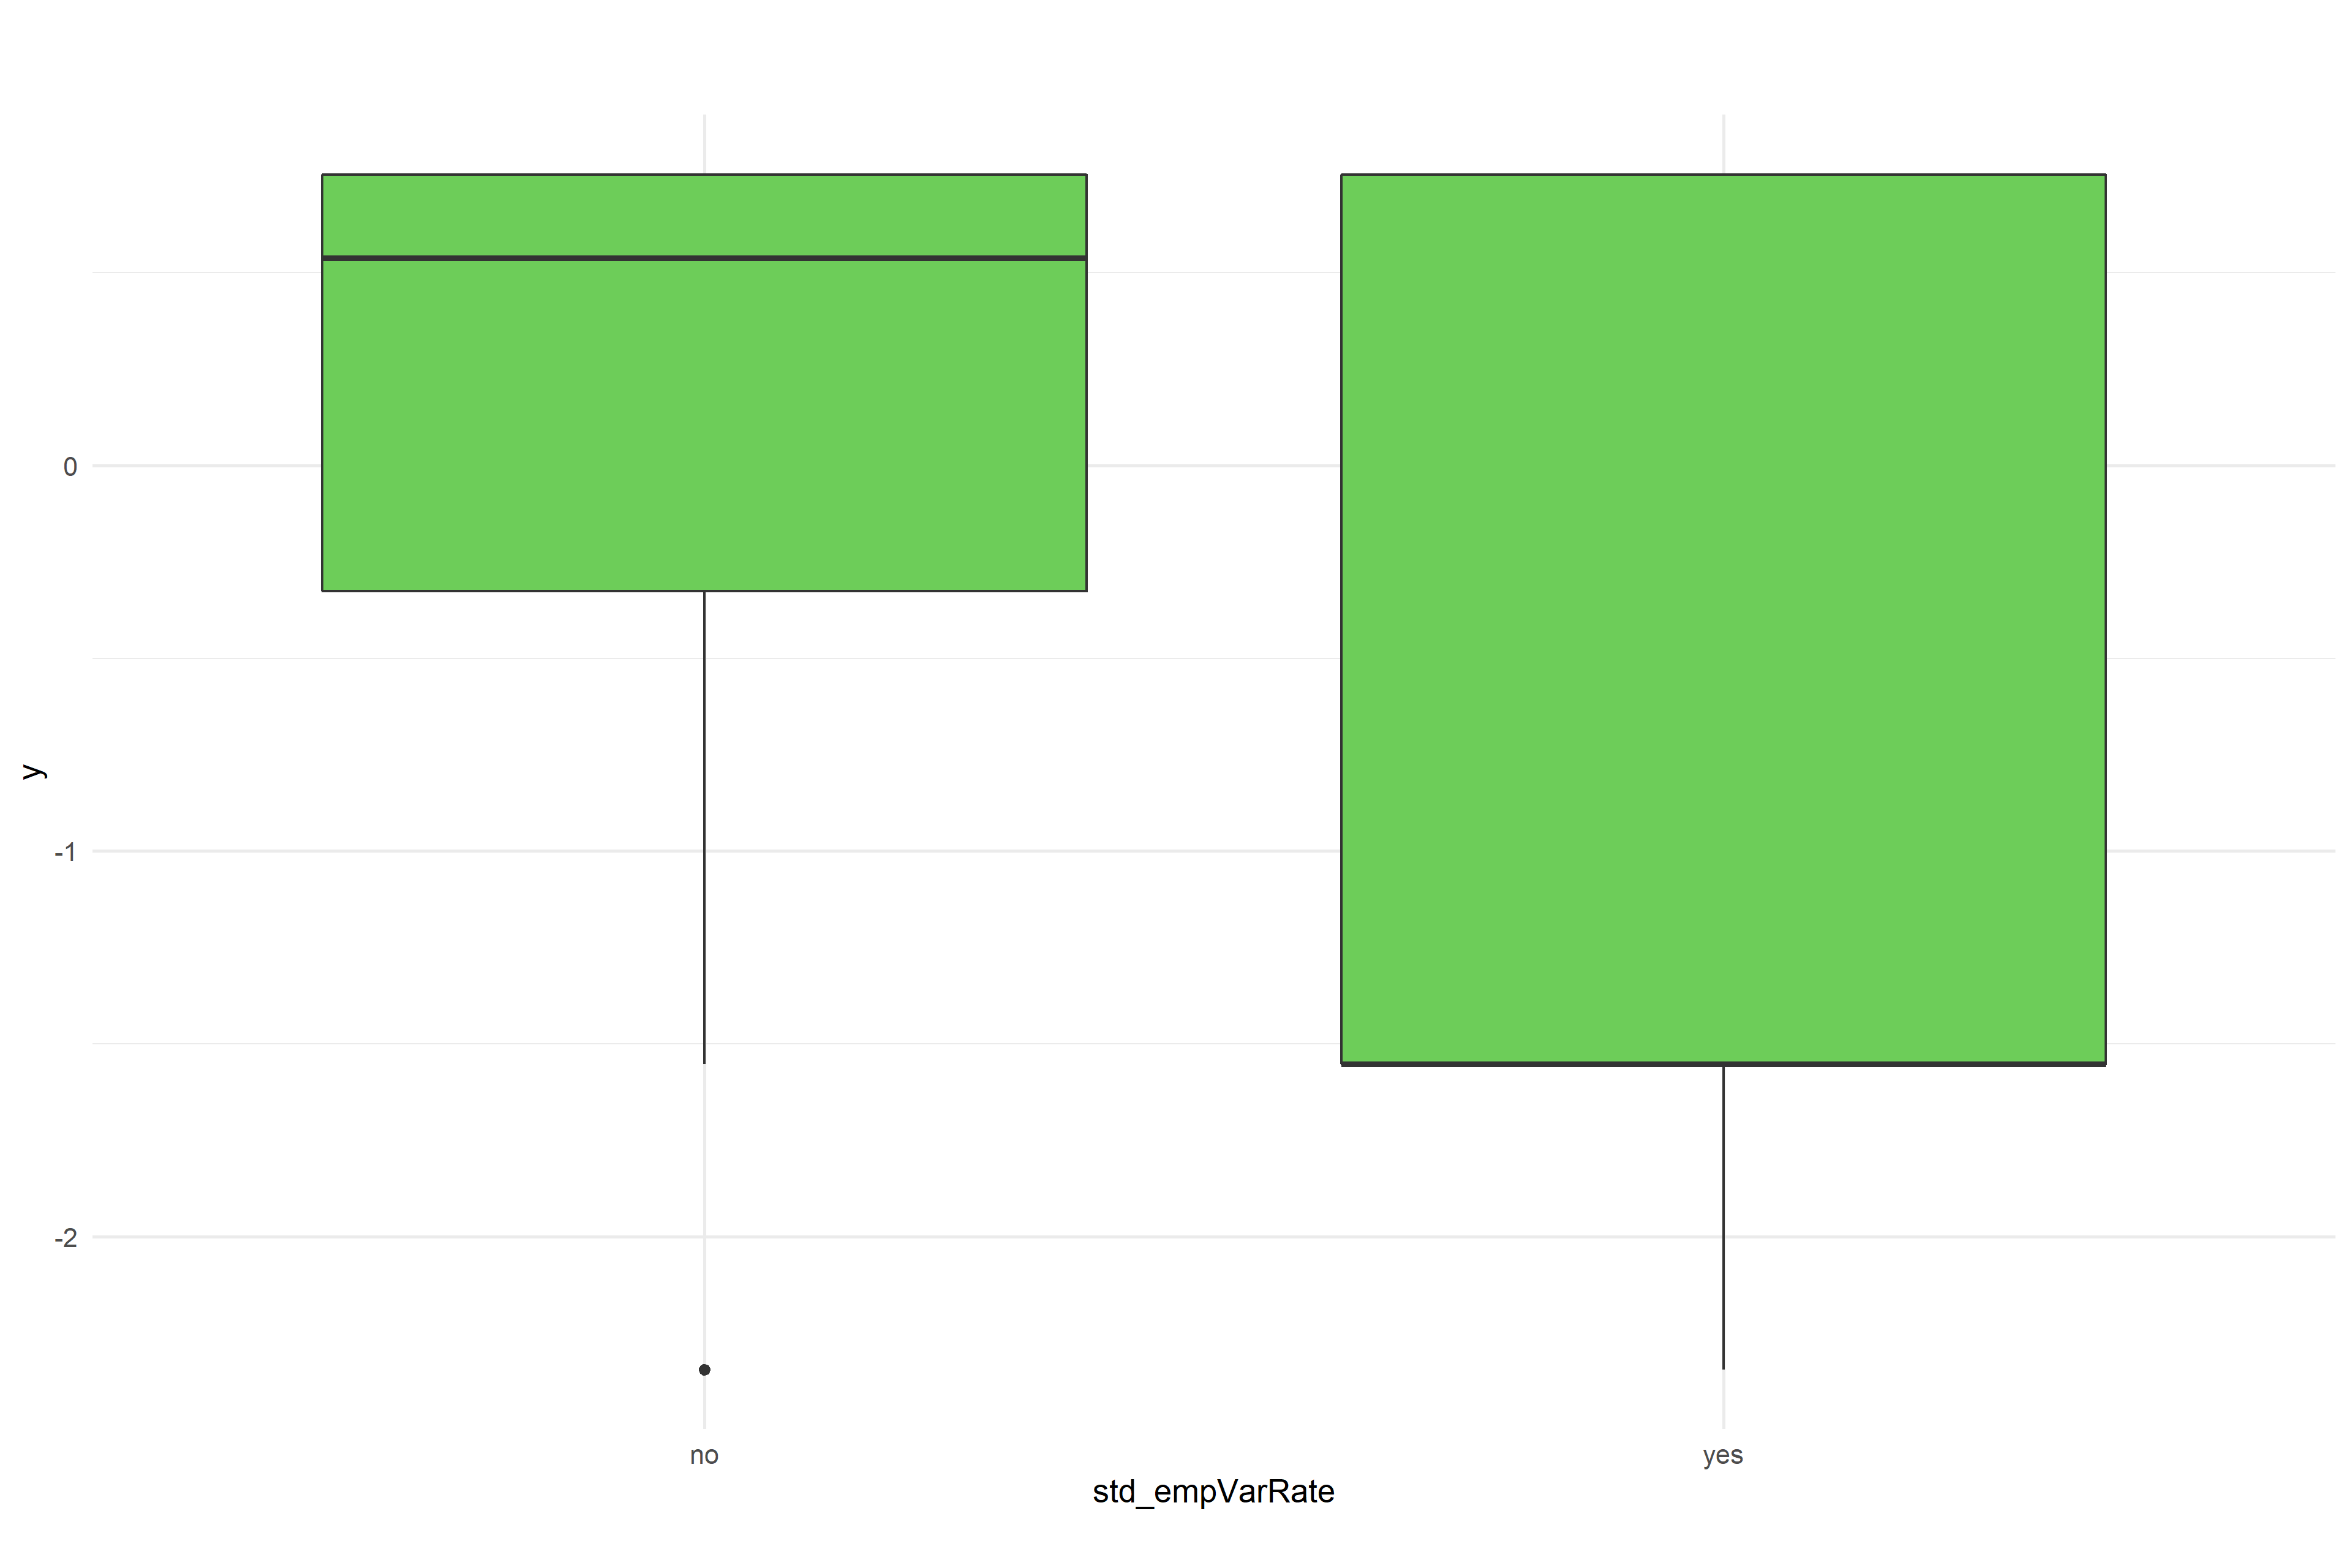 0
-1
-2
y
no
yes
std_empVarRate